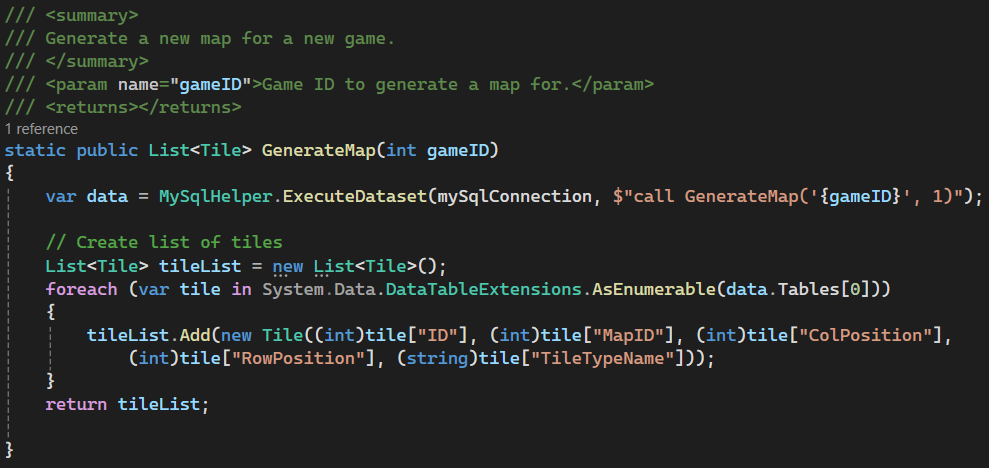 /// <summary>
/// Generate a new map for a new game.
/// </summary>
/// <param name="gameID">Game ID to generate a map for.</param>
/// <returns></returns>
1 reference
static public List<Tile> GenerateMap(int gameID)
{
    var data = MySqlHelper.ExecuteDataset(mySqlConnection, $"call GenerateMap('{gameID}', 1)");

    // Create list of tiles
    List<Tile> tileList = new List<Tile>();
    foreach (var tile in System.Data.DataTableExtensions.AsEnumerable(data.Tables[0]))
    {
        tileList.Add(new Tile((int)tile["ID"], (int)tile["MapID"], (int)tile["ColPosition"],
            (int)tile["RowPosition"], (string)tile["TileTypeName"]));
    }
    return tileList;

}